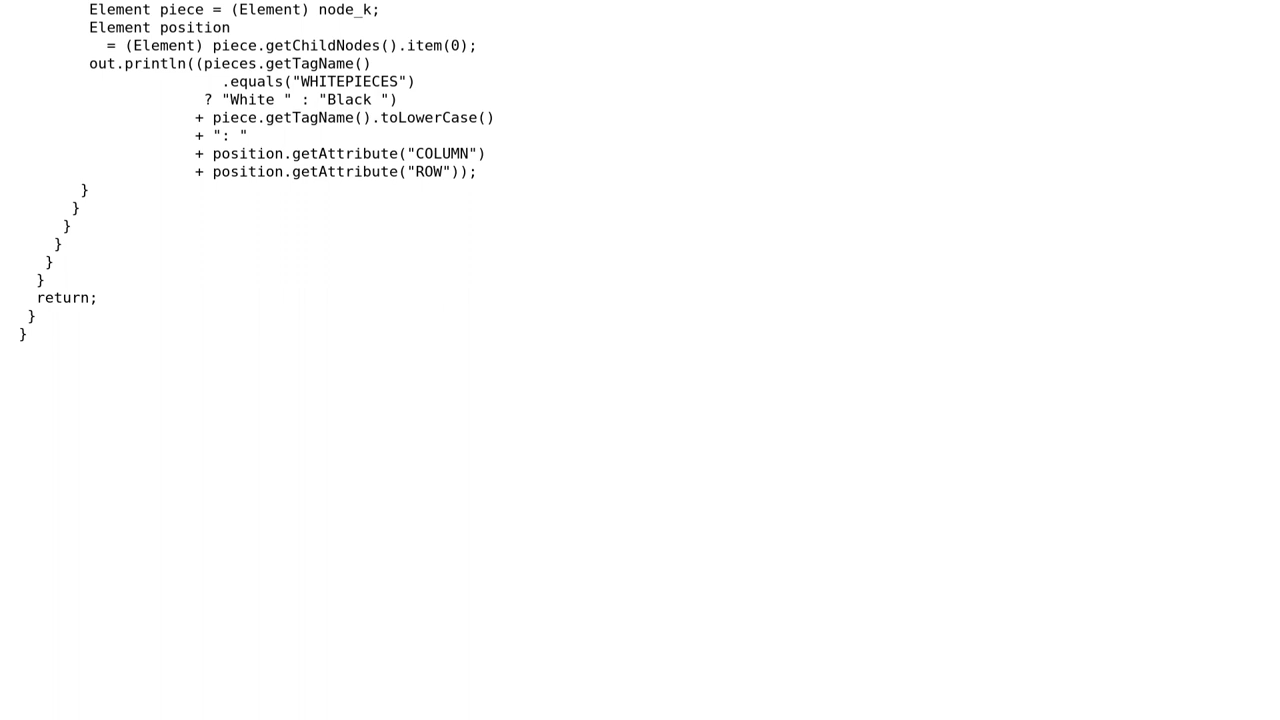 Element piece = (Element) node_k;
Element position
= (Element) piece.getChildNodes().item(0);
out.println((pieces.getTagName()
.equals("WHITEPIECES")
? "White " : "Black ")
+ piece.getTagName().toLowerCase()
+ ": "
+ position.getAttribute("COLUMN")
+ position.getAttribute("ROW"));
}
}
}
}
}
}
return;
}
}